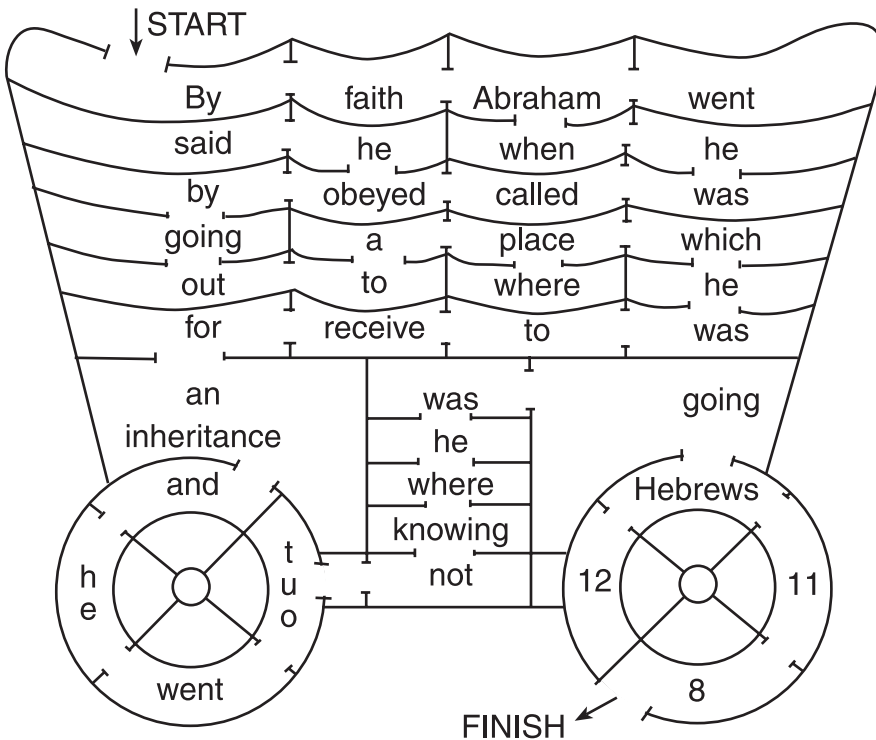 START
By faith Abraham went
said he when he
by obeyed called was
going a place which
out to where he
for receive to was
an
was going
inheritance he
and where Hebrews
knowing
he tuo not 12 11
went 8
FINISH